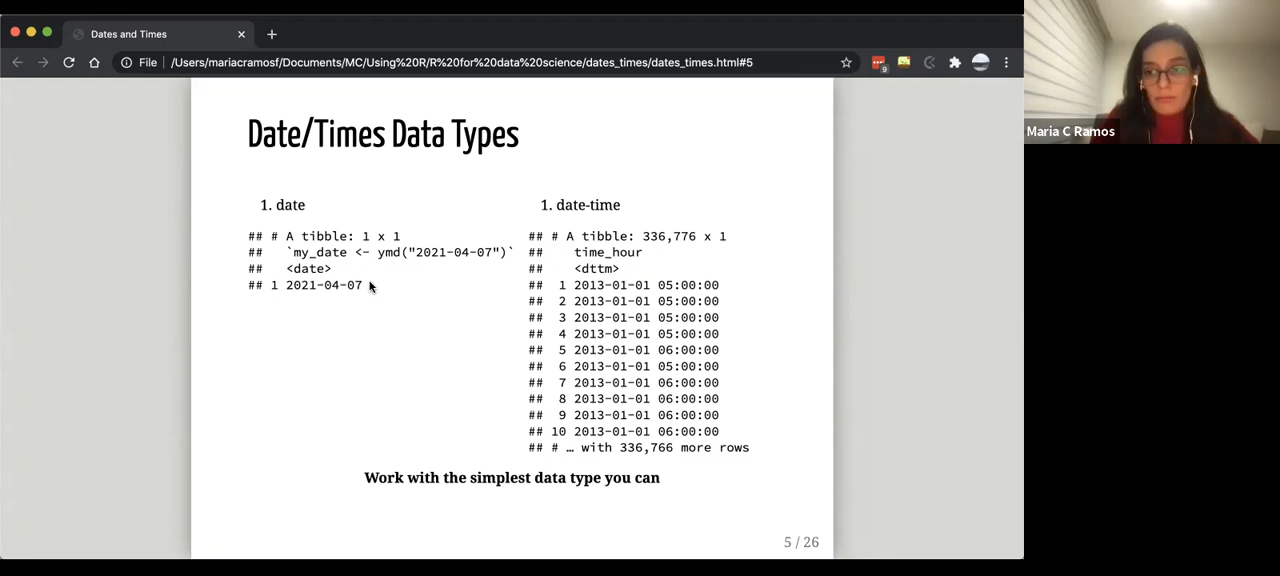 Dates and Times
File
/Users/mariacramosf/Documents/MC/Using%20R/R%20for%20data%20science/dates_times/dates_times.html#5
9
Maria C Ramos
Date/Times Data Types
1. date
## # A tibble: 1 x 1
##   `my_date <- ymd("2021-04-07")`
##   <date>
## 1 2021-04-07
1. date-time
## # A tibble: 336,776 x 1
##    time_hour
##    <dttm>
##  1 2013-01-01 05:00:00
##  2 2013-01-01 05:00:00
##  3 2013-01-01 05:00:00
##  4 2013-01-01 05:00:00
##  5 2013-01-01 06:00:00
##  6 2013-01-01 05:00:00
##  7 2013-01-01 06:00:00
##  8 2013-01-01 06:00:00
##  9 2013-01-01 06:00:00
## 10 2013-01-01 06:00:00
## # … with 336,766 more rows
Work with the simplest data type you can
5 / 26